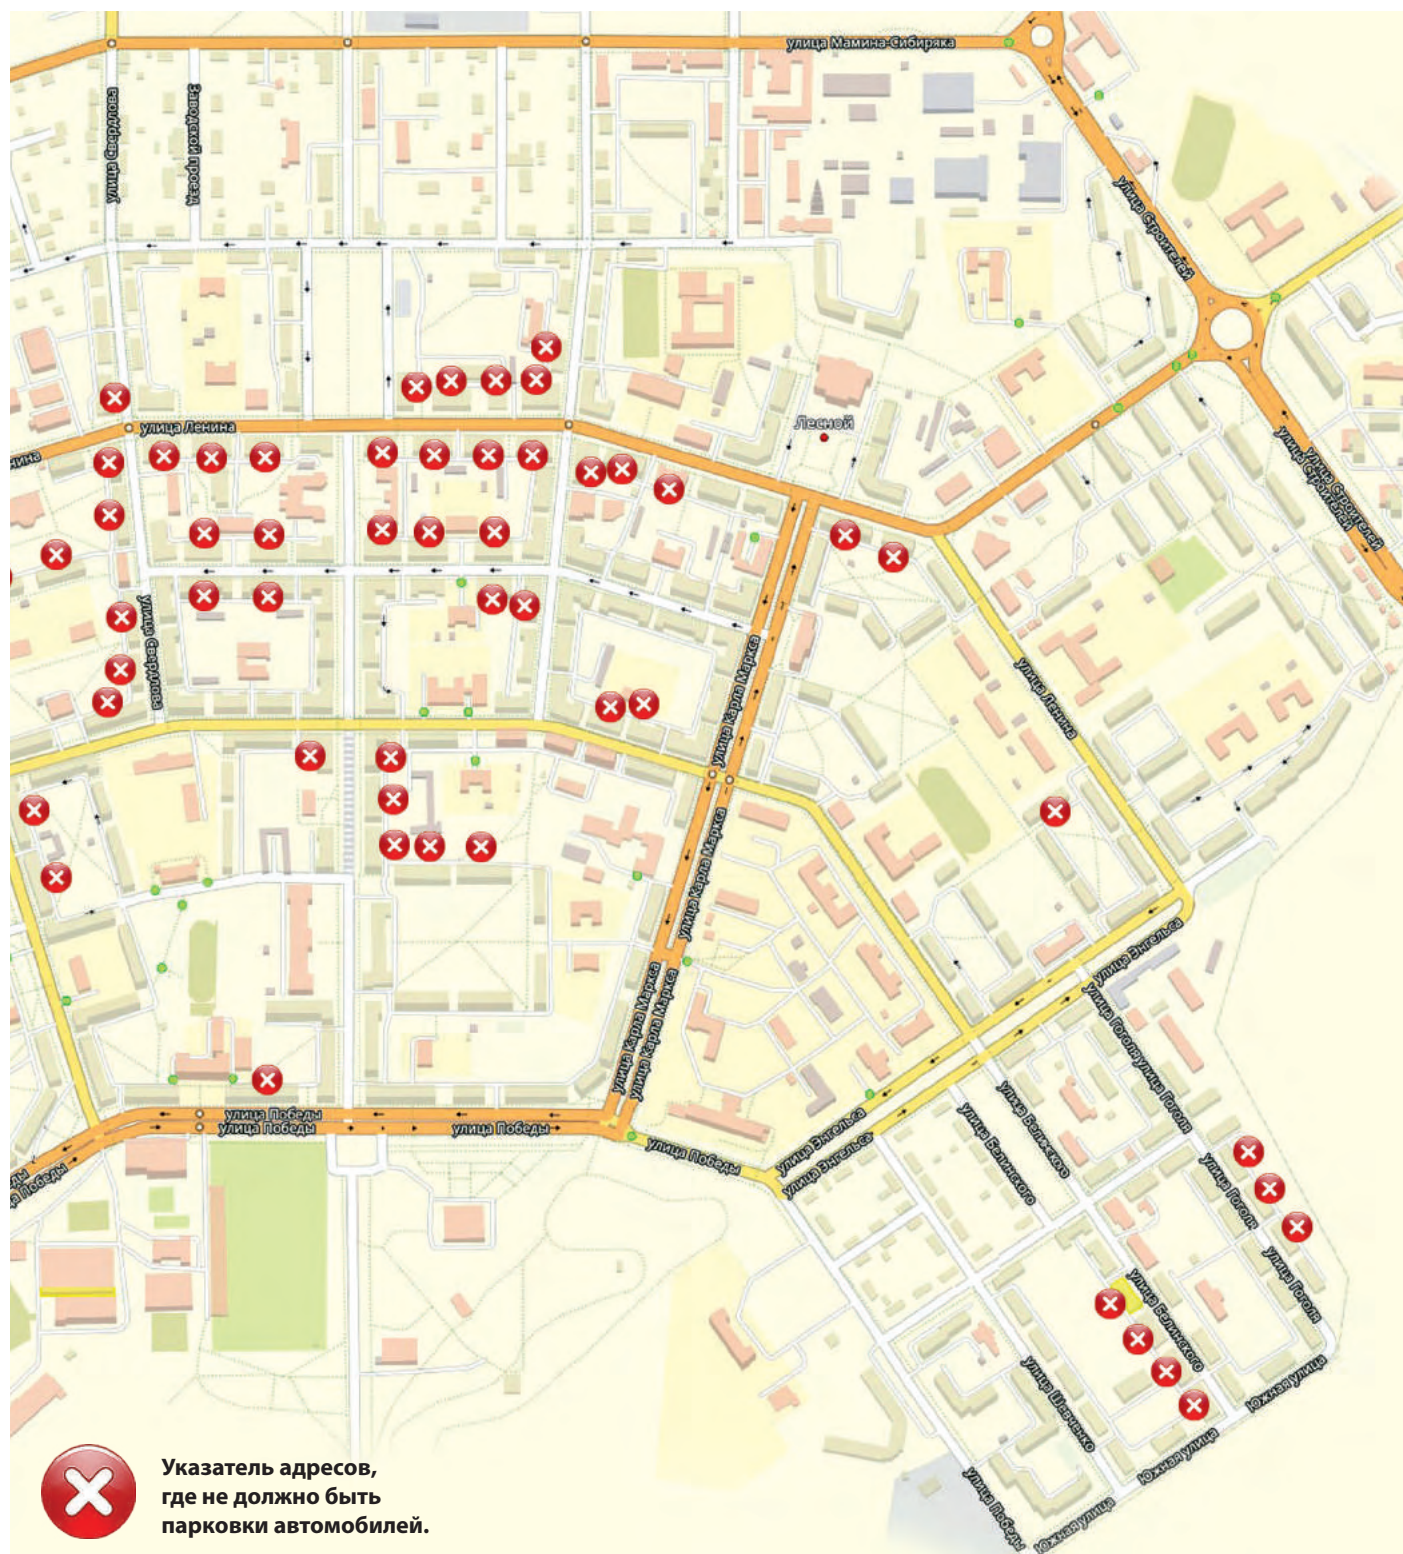 улица Мамина-Сибиряка
улица Свердлова
Заводской проезд
улица Строителей
улица Ленина
Лесной
улица Строителей
улица Строителей
улица Свердлова
улица Карла Маркса
улица Ленина
улица Карла Маркса
улица Энгельса
улица Карла Маркса
улица Карла Маркса
улица Гоголя
улица Гоголя
улица Победы
улица Победы
улица Победы
улица Победы
улица Энгельса
улица Энгельса
улица Белинского
улица Гоголя
улица Гоголя
улица Белинского
улица Шевченко
Южная улица
Южная улица
Южная улица
улица Победы
Указатель адресов,
где не должно быть
парковки автомобилей.